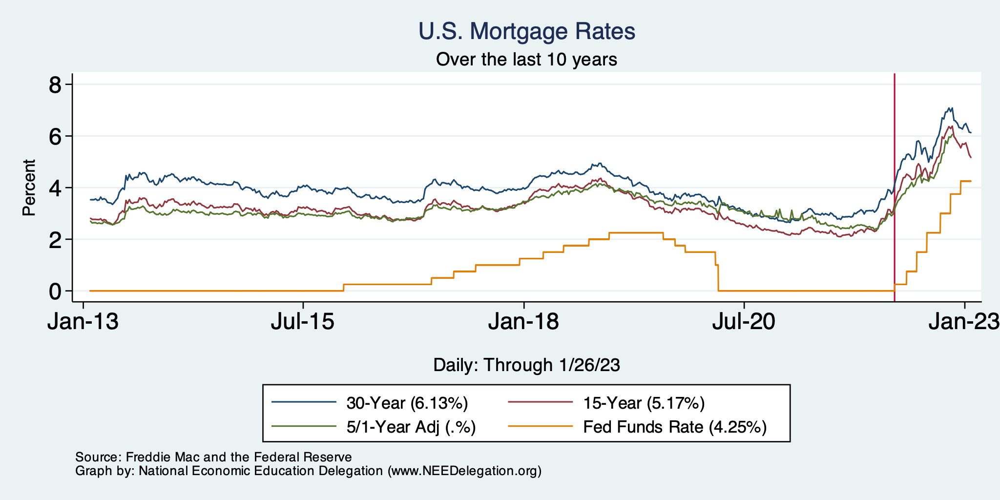 U.S. Mortgage Rates
Over the last 10 years
Percent
8
6
4
2
0
Jan-13 Jul-15 Jan-18 Jul-20 Jan-23
Daily: Through 1/26/23
30-Year (6.13%) 15-Year (5.17%)
5/1-Year Adj (.%) Fed Funds Rate (4.25%)
Source: Freddie Mac and the Federal Reserve
Graph by: National Economic Education Delegation (www.NEEDelegation.org)